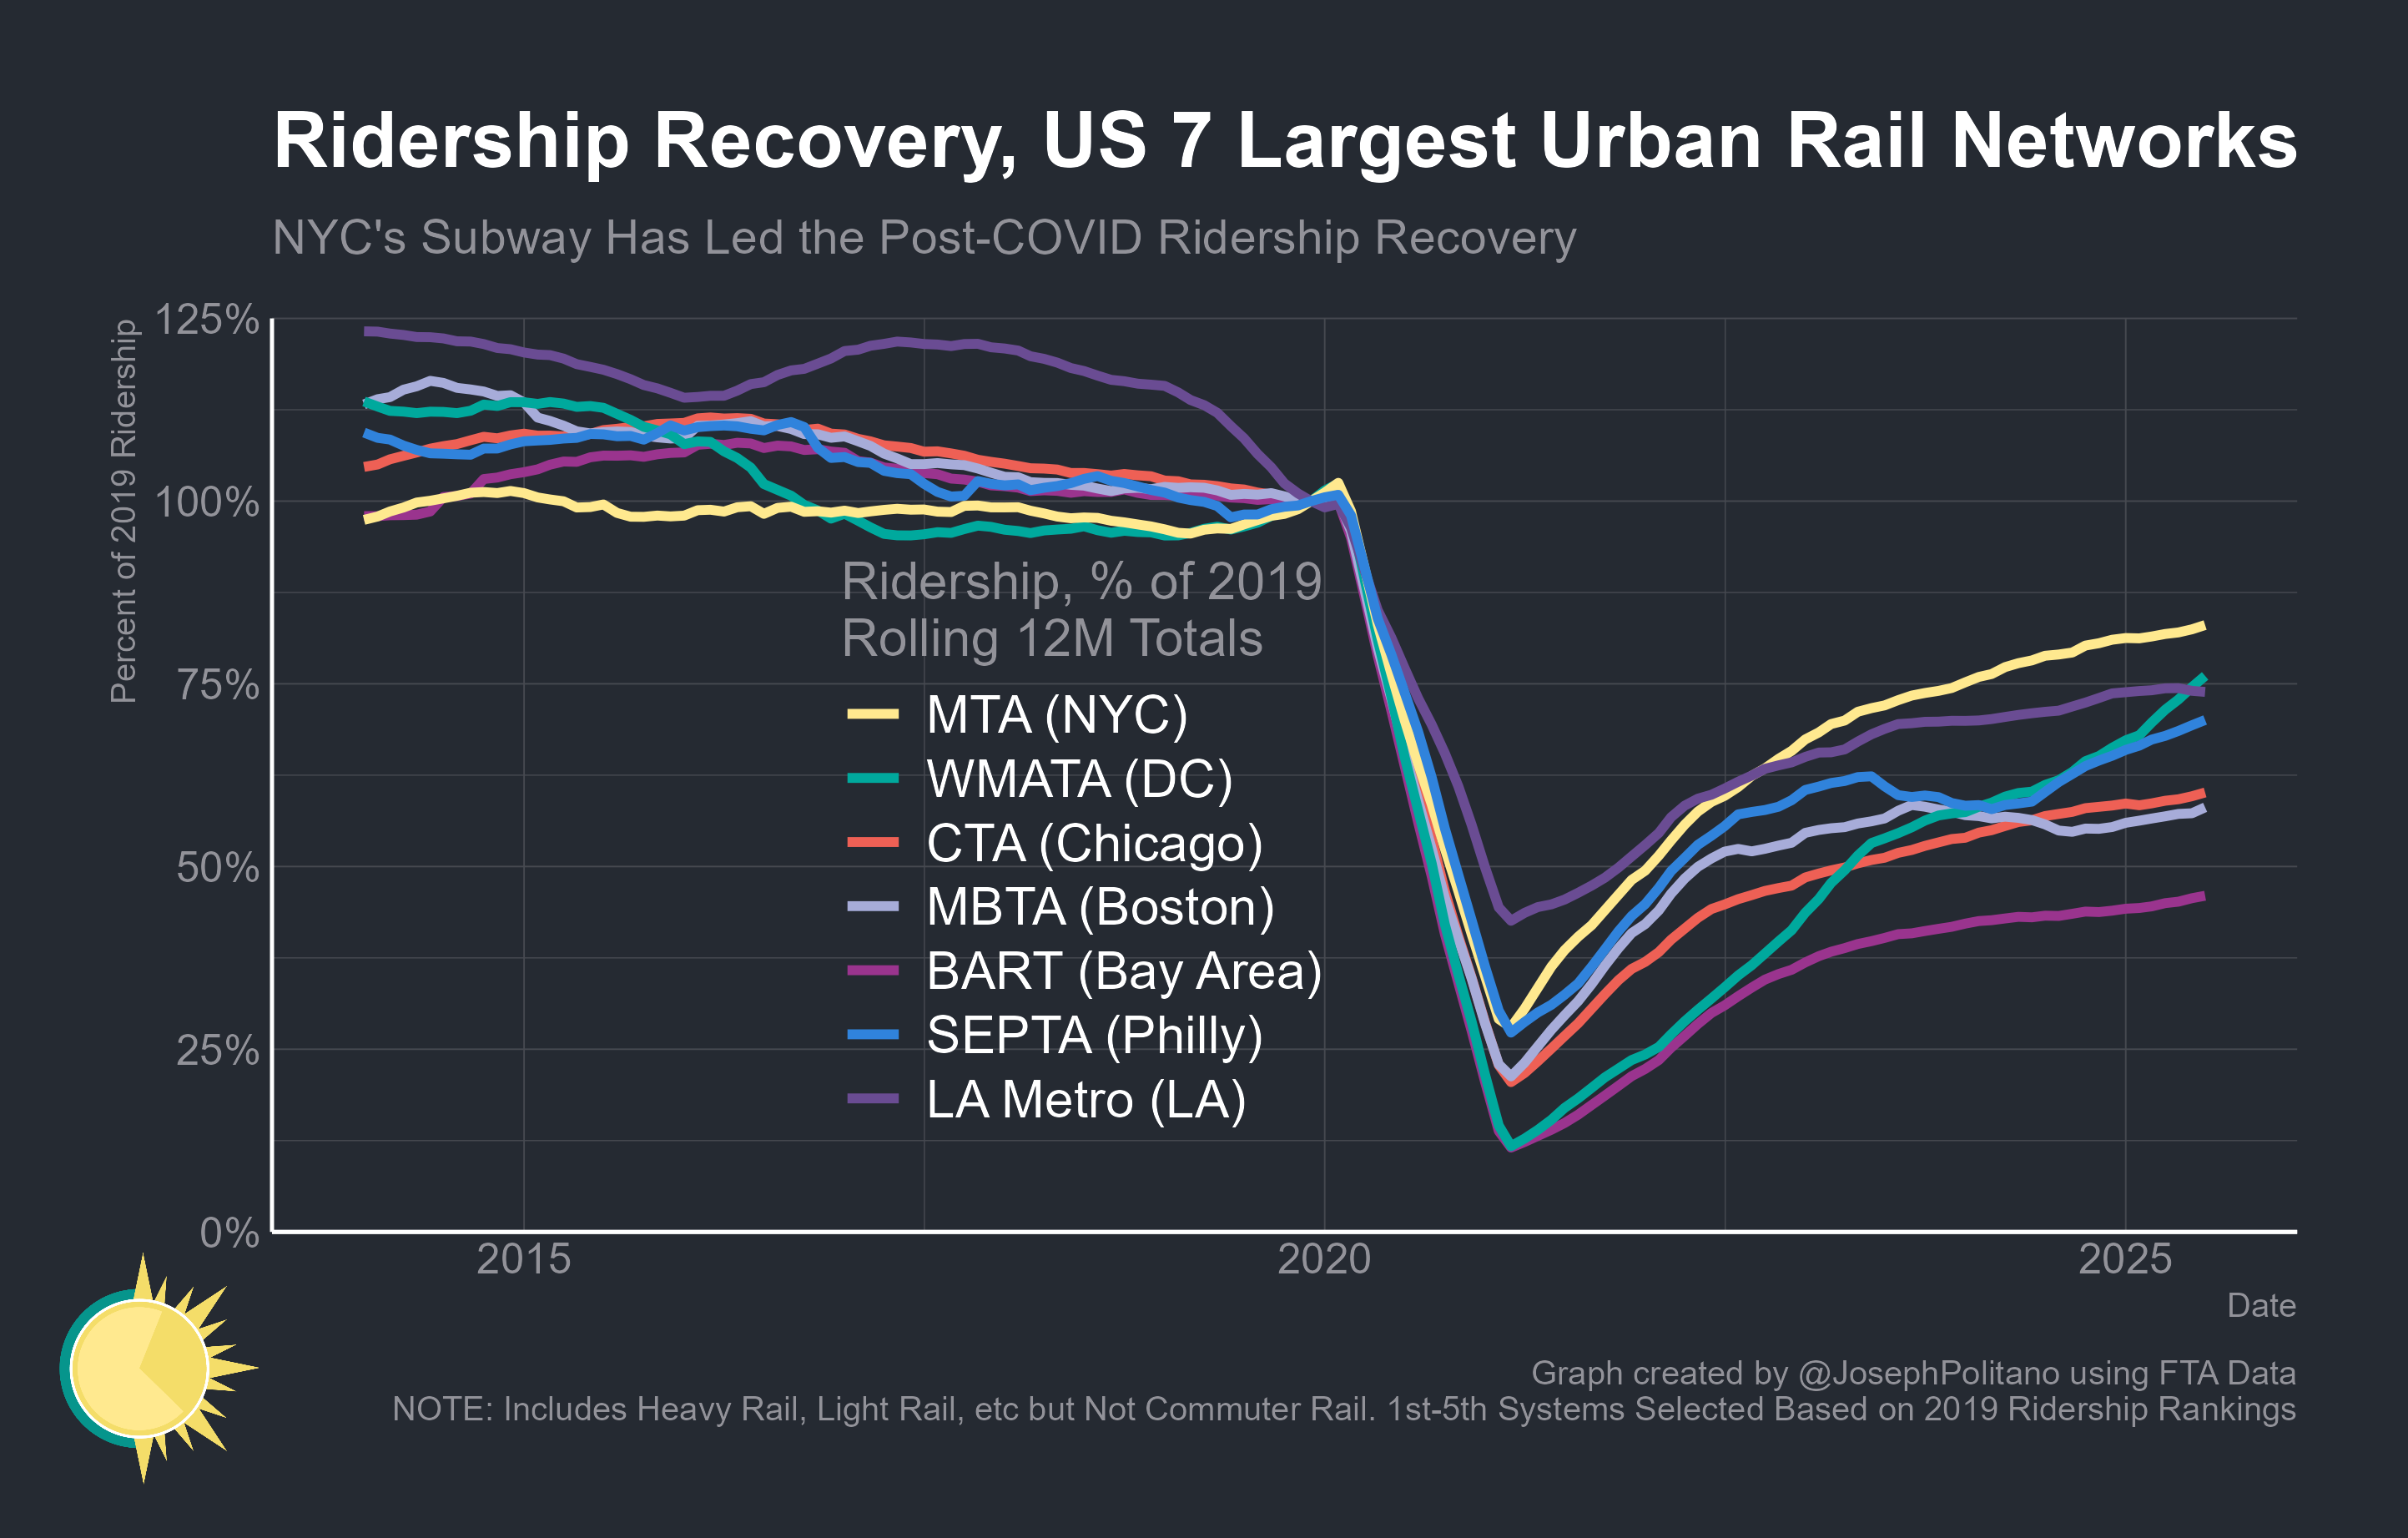 Ridership Recovery, US 7 Largest Urban Rail Networks
NYC's Subway Has Led the Post-COVID Ridership Recovery
Percent of 2019 Ridership
125%
100%
75%
50%
25%
0%
Ridership, % of 2019
Rolling 12M Totals
MTA (NYC)
WMATA (DC)
CTA (Chicago)
MBTA (Boston)
BART (Bay Area)
SEPTA (Philly)
LA Metro (LA)
2015
2020
2025
Date
Graph created by @JosephPolitano using FTA Data
NOTE: Includes Heavy Rail, Light Rail, etc but Not Commuter Rail. 1st-5th Systems Selected Based on 2019 Ridership Rankings